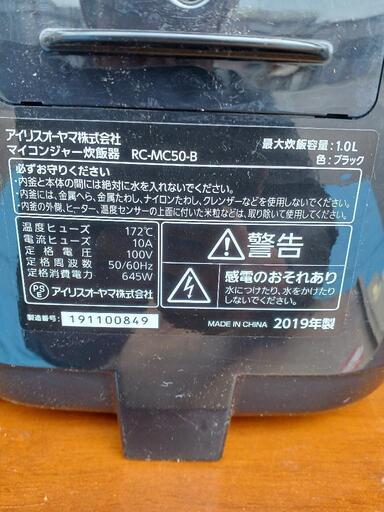 アイリスオーヤマ株式会社
マイコンジャー炊飯器 RC-MC50-B
最大炊飯容量:1.0L
色:ブラック
必ずお守りください
・内釜と本体の間には絶対に水を入れないでください。
・内釜には、金属へら、金属たわし、ナイロンたわし、クレンザーなどは使用しないでください。
・内釜の外側、ヒーター、温度センサーの上面に付いた米粒などは、取り除いて使用してください。
温度ヒューズ 172℃
電流ヒューズ 10A
定格電圧 100V
定格周波数 50/60Hz
定格消費電力 645W
PS
E
アイリスオーヤマ株式会社
製造番号: 191100849
警告
感電のおそれあり
水につけたり、水をかけたり
しないでください。
MADE IN CHINA 2019年製